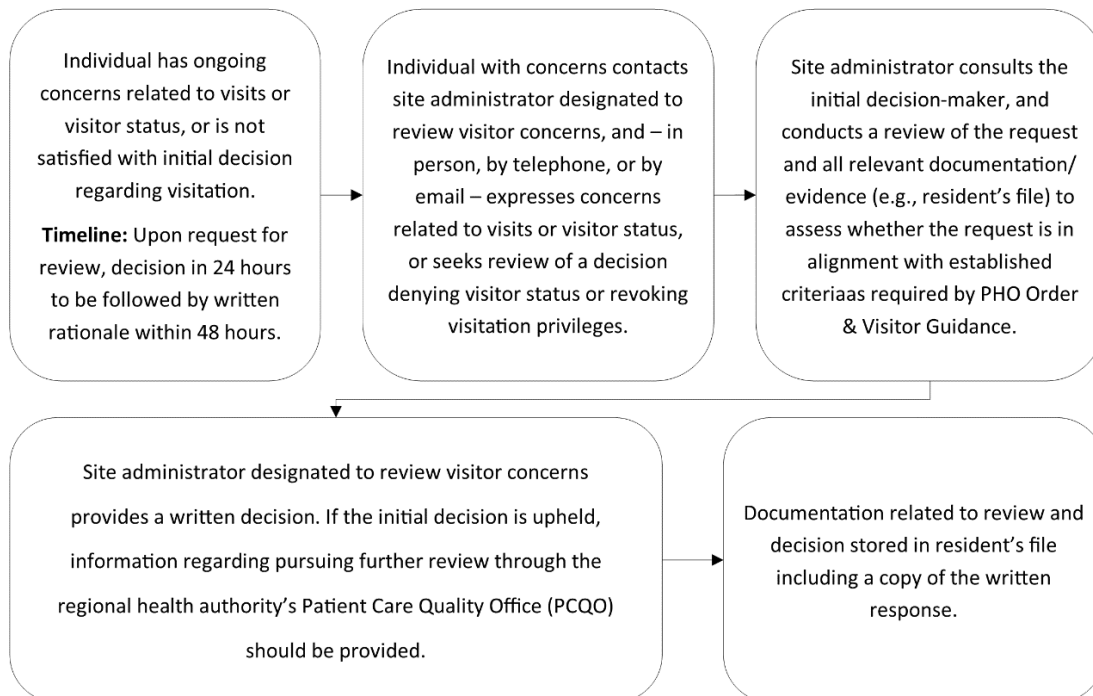 Individual has ongoing
concerns related to visits or
visitor status, or is not
satisfied with initial decision
regarding visitation.
Timeline: Upon request for
review, decision in 24 hours
to be followed by written
rationale within 48 hours.
Individual with concerns contacts
site administrator designated to
review visitor concerns, and – in
person, by telephone, or by
email – expresses concerns
related to visits or visitor status,
or seeks review of a decision
denying visitor status or revoking
visitation privileges.
Site administrator consults the
initial decision-maker, and
conducts a review of the request
and all relevant documentation/
evidence (e.g., resident’s file) to
assess whether the request is in
alignment with established
criteriaas required by PHO Order
& Visitor Guidance.
Site administrator designated to review visitor concerns
provides a written decision. If the initial decision is upheld,
information regarding pursuing further review through the
regional health authority’s Patient Care Quality Office (PCQO)
should be provided.
Documentation related to review and
decision stored in resident’s file
including a copy of the written
response.